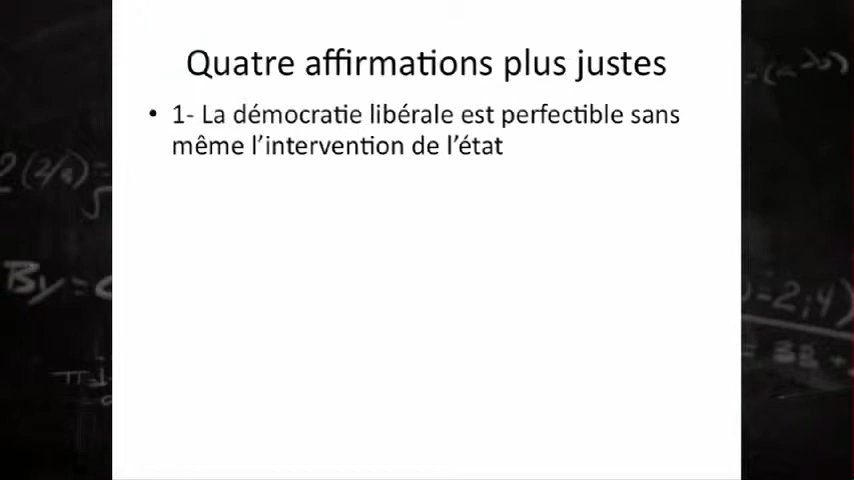 Quatre affirmations plus justes
• 1- La démocratie libérale est perfectible sans
même l’intervention de l’état